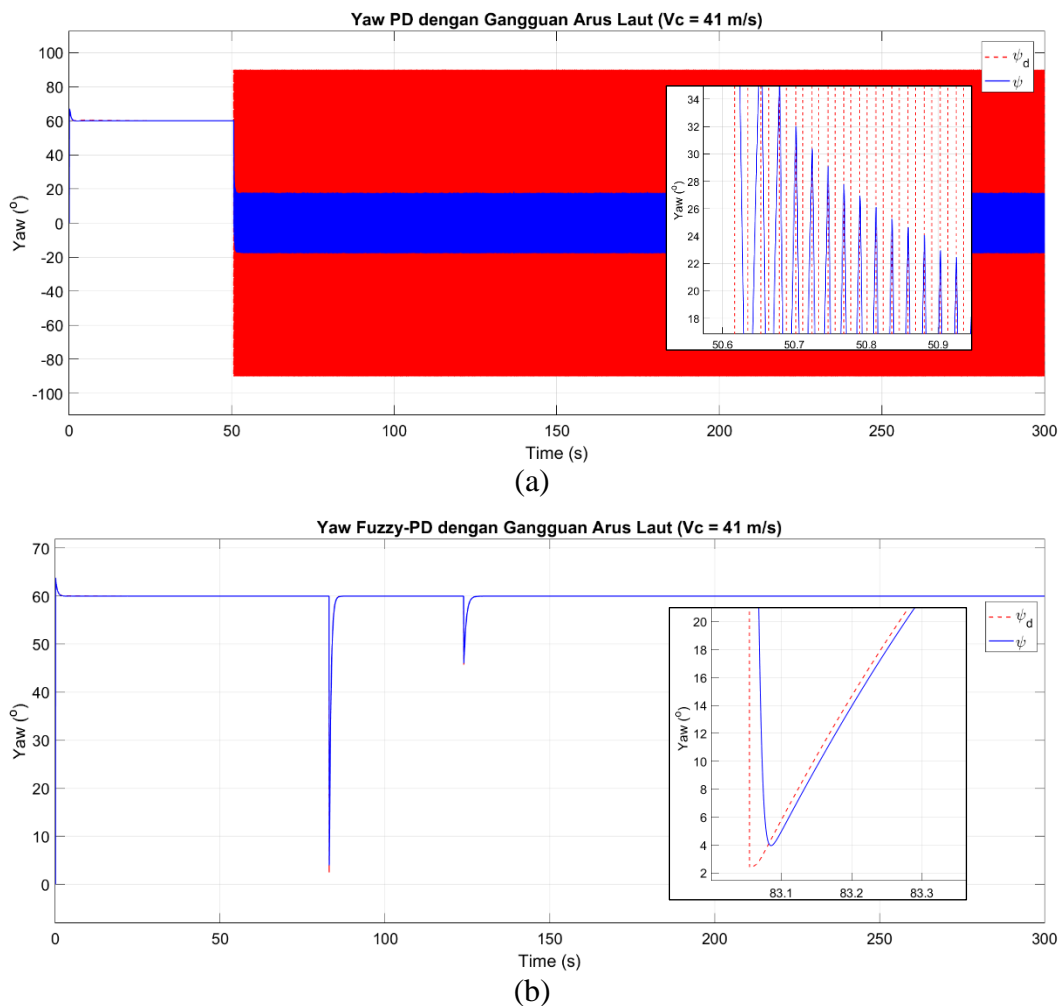 Yaw PD dengan Gangguan Arus Laut (Vc = 41 m/s)
100
80
60
40
20
0
-20
-40
-60
-80
-100
Yaw (°)
0 50 100 150 200 250 300
Time (s)
ψ_d
ψ
34
32
30
28
26
24
22
20
18
Yaw (°)
50.6 50.7 50.8 50.9
(a)
Yaw Fuzzy-PD dengan Gangguan Arus Laut (Vc = 41 m/s)
70
60
50
40
30
20
10
0
Yaw (°)
0 50 100 150 200 250 300
Time (s)
ψ_d
ψ
20
18
16
14
12
10
8
6
4
2
Yaw (°)
83.1 83.2 83.3
(b)